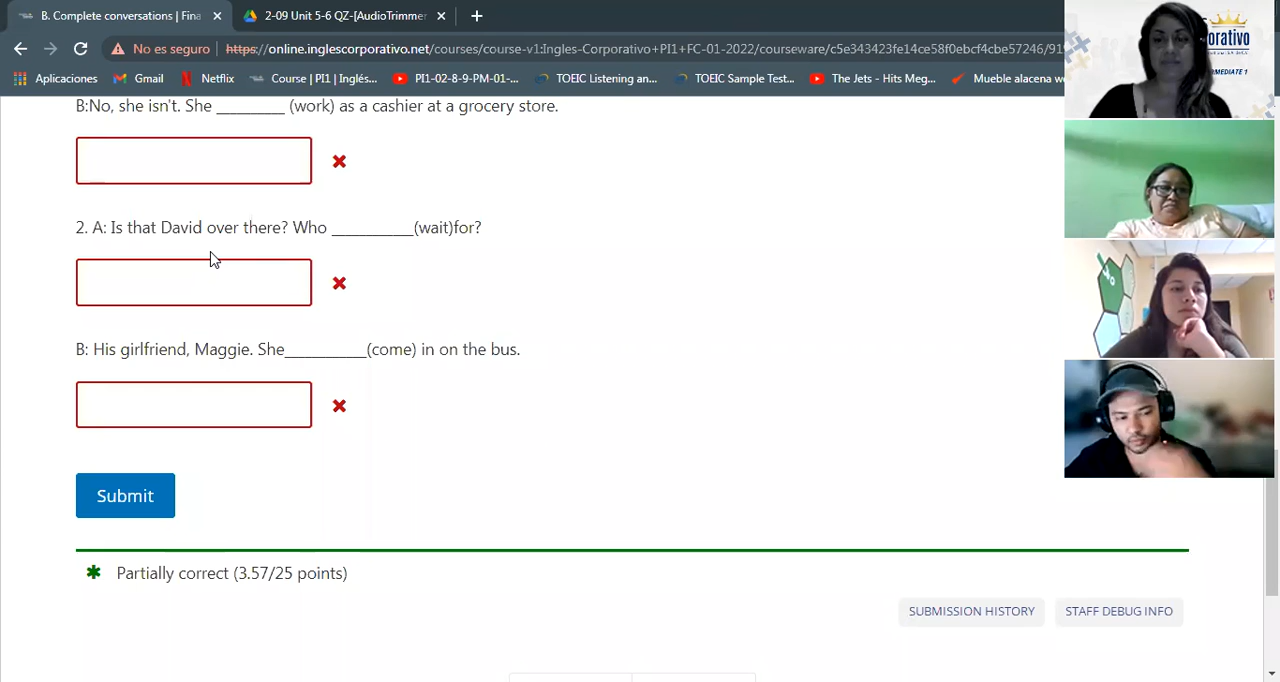 B. Complete conversations | Fina
2-09 Unit 5-6 QZ-[AudioTrimmer
No es seguro
https://online.inglescorporativo.net/courses/course-v1:Ingles-Corporativo+PI1+FC-01-2022/courseware/c5e343423fe14ce58f0ebcf4cbe57246/91
Aplicaciones
Gmail
Netflix
Course | PI1 | Inglés...
PI1-02-8-9-PM-01-...
TOEIC Listening an...
TOEIC Sample Test...
The Jets - Hits Meg...
Mueble alacena
orativo
B:No, she isn't. She __________ (work) as a cashier at a grocery store.
2. A: Is that David over there? Who ____________(wait)for?
B: His girlfriend, Maggie. She____________(come) in on the bus.
Submit
Partially correct (3.57/25 points)
SUBMISSION HISTORY
STAFF DEBUG INFO